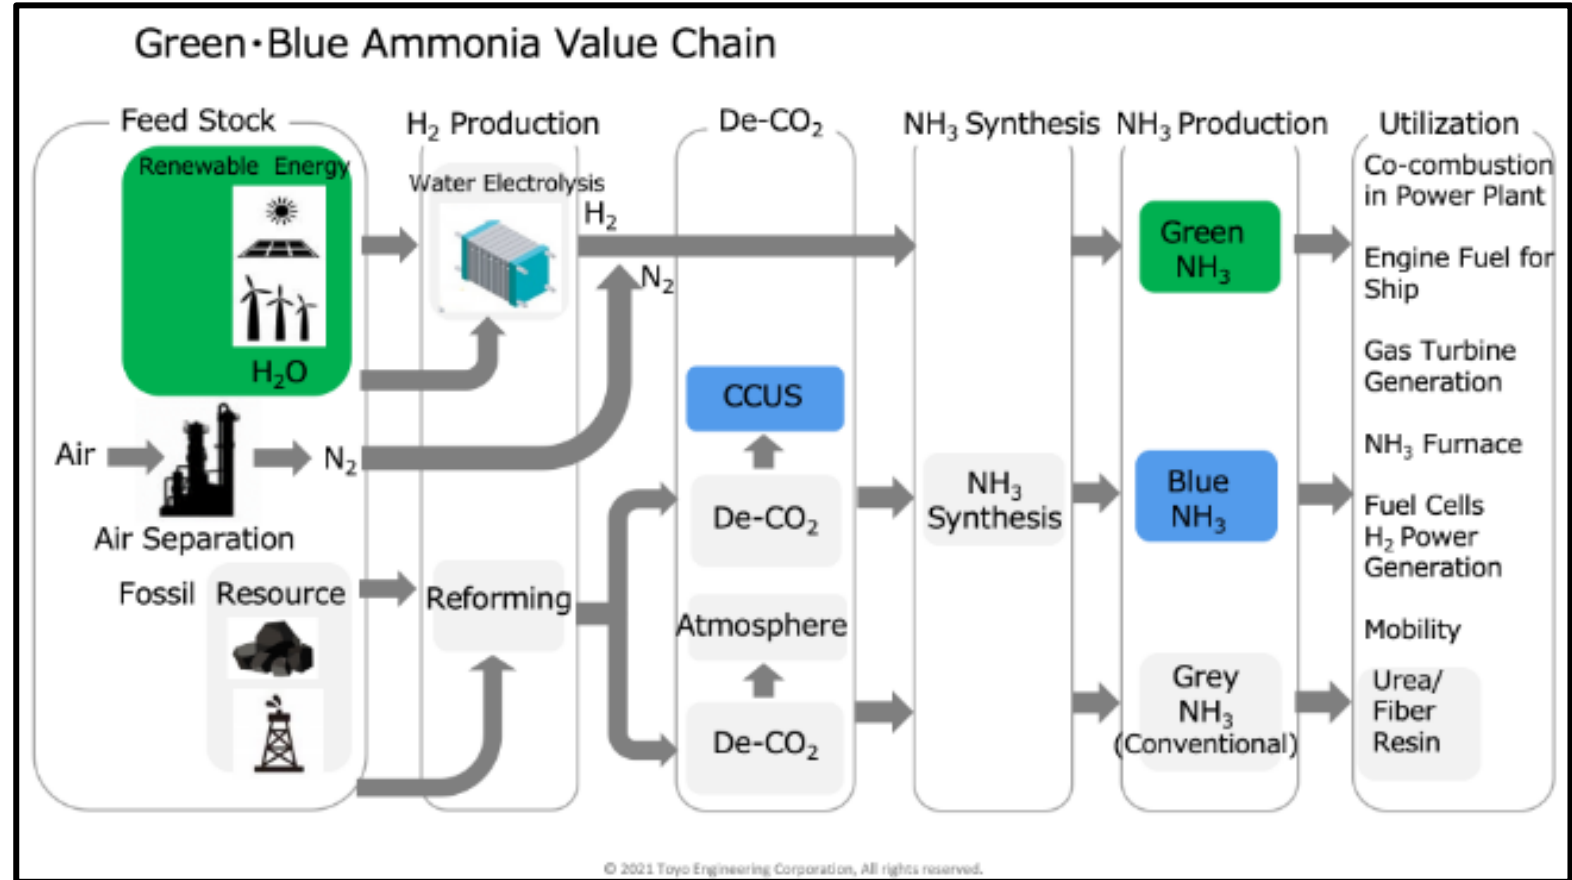 Green･Blue Ammonia Value Chain
Feed Stock
Renewable Energy
H₂O
Air
N₂
Air Separation
Fossil Resource
H₂ Production
Water Electrolysis
H₂
N₂
Reforming
De-CO₂
CCUS
De-CO₂
Atmosphere
De-CO₂
NH₃ Synthesis
NH₃
Synthesis
NH₃ Production
Green
NH₃
Blue
NH₃
Grey
NH₃
(Conventional)
Utilization
Co-combustion
in Power Plant
Engine Fuel for
Ship
Gas Turbine
Generation
NH₃ Furnace
Fuel Cells
H₂ Power
Generation
Mobility
Urea/
Fiber
Resin
© 2021 Toyo Engineering Corporation, All rights reserved.